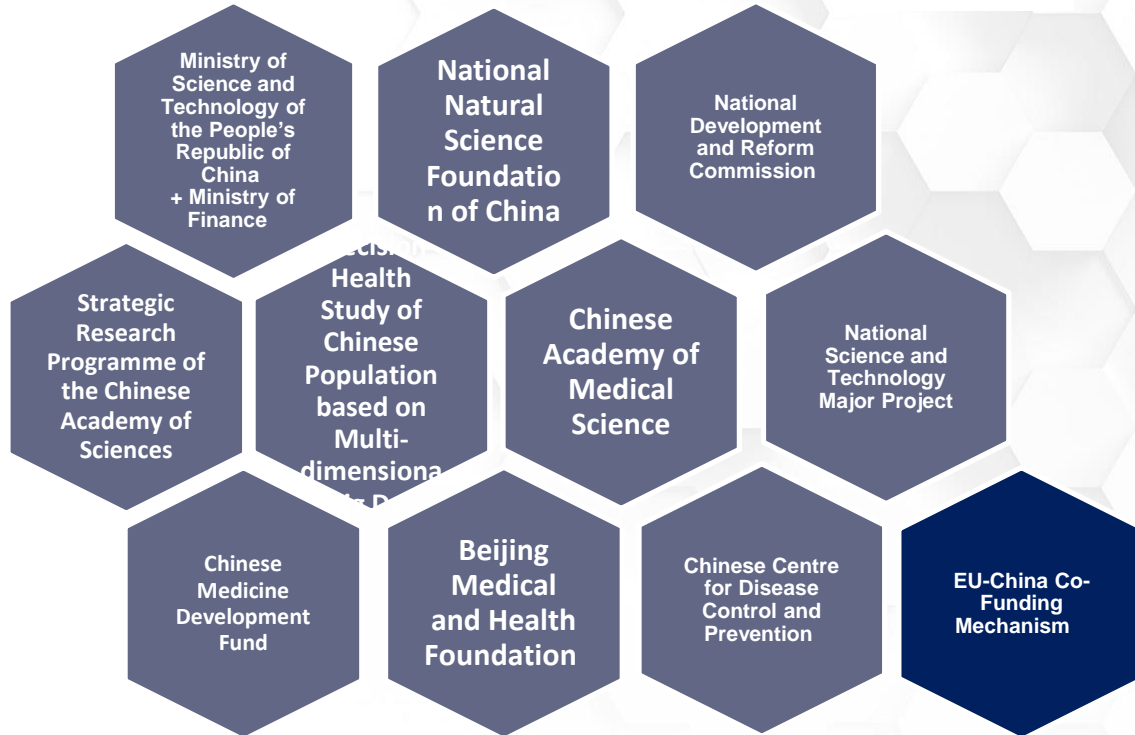 Ministry of
Science and
Technology of
the People's
Republic of
China
+ Ministry of
Finance
National
Natural
Science
Foundatio
n of China
National
Development
and Reform
Commission
Strategic
Research
Programme of
the Chinese
Academy of
Sciences
Health
Study of
Chinese
Population
based on
Multi-
dimensiona
Chinese
Academy of
Medical
Science
National
Science and
Technology
Major Project
Chinese
Medicine
Development
Fund
Beijing
Medical
and Health
Foundation
Chinese Centre
for Disease
Control and
Prevention
EU-China Co-
Funding
Mechanism